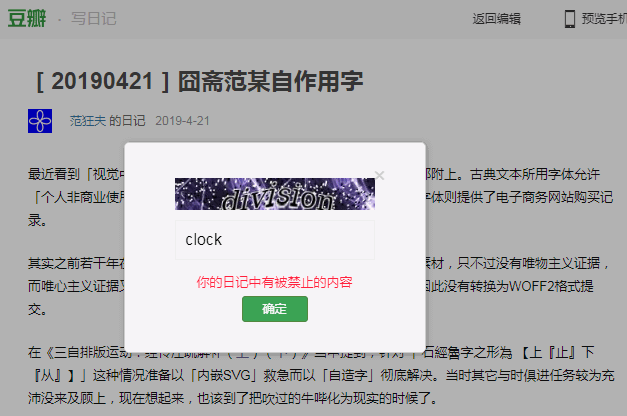 豆瓣 · 写日记 返回编辑 预览手机
[ 20190421 ] 囧斋范某自作用字
范狂夫 的日记 2019-4-21
×
division
clock
你的日记中有被禁止的内容
确定
最近看到「视觉中 附上。古典文本所用字体允许
「个人非商业使用 字体则提供了电子商务网站购买记
录。
其实之前若干年在 素材，只不过没有唯物主义证据，
而唯心主义证据又 因此没有转换为WOFF2格式提
交。
在《三自排版运动：经传注疏解补（上）（下）》当中提到，针对「石經魯字之形為 【上『止』下
『从』】」这种情况准备以「内嵌SVG」救急而以「自造字」彻底解决。当时其它与时俱进任务较为充
沛没来及顾上，现在想起来，也该到了把吹过的牛哗化为现实的时候了。